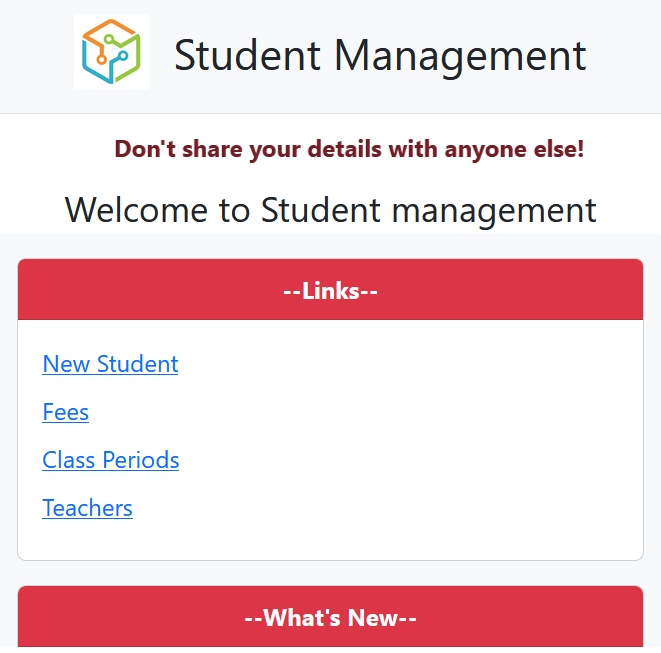 Student Management
Don't share your details with anyone else!
Welcome to Student management
--Links--
New Student
Fees
Class Periods
Teachers
--What's New--